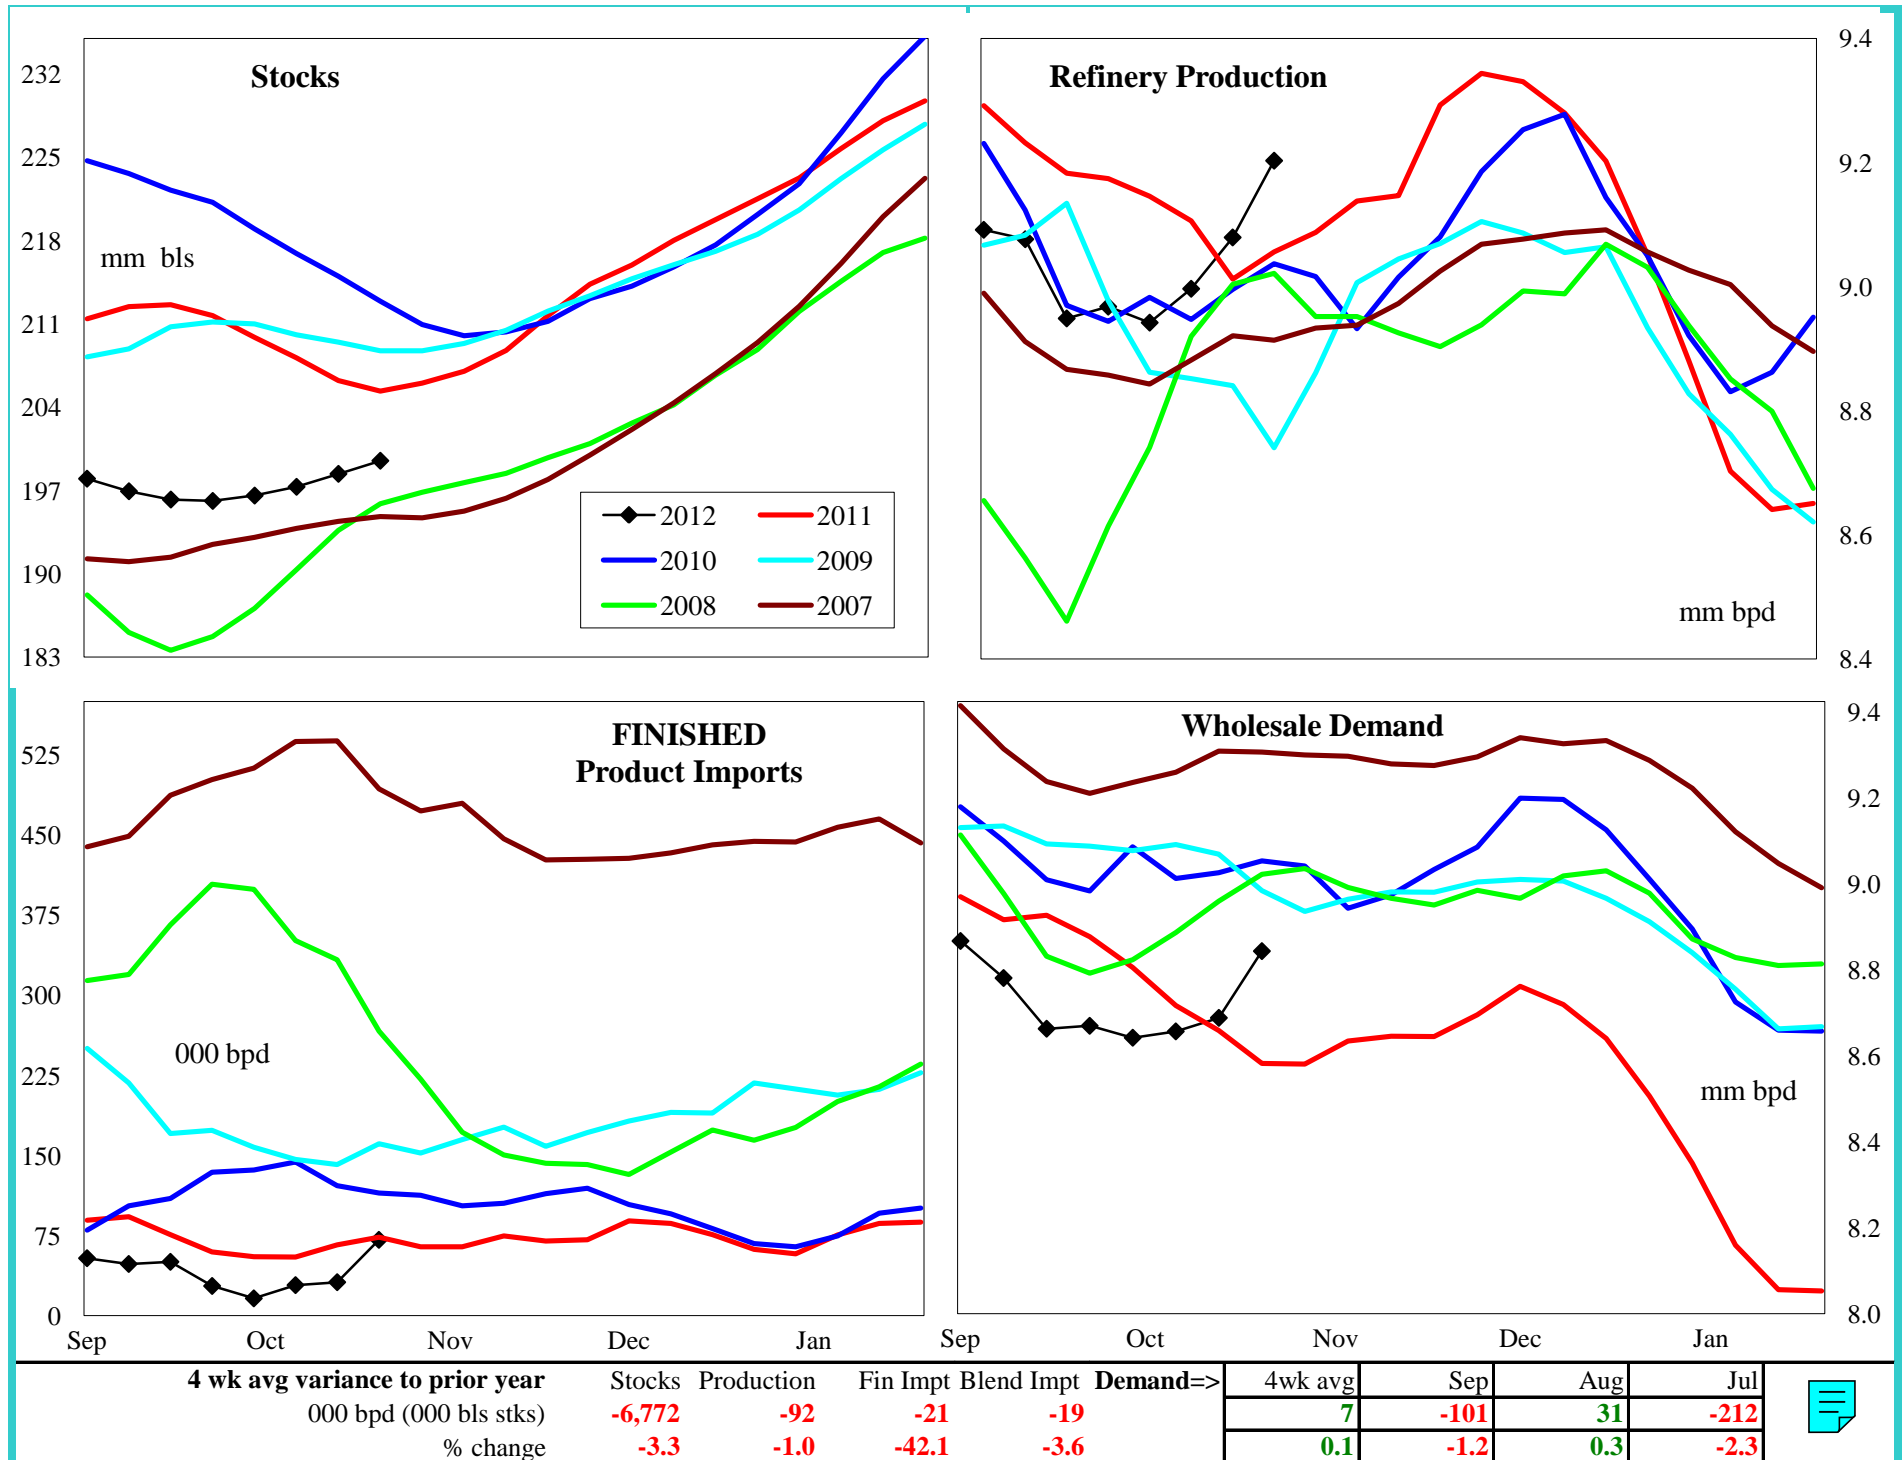 Stocks
mm bls
232
225
218
211
204
197
190
183
2012 2011
2010 2009
2008 2007
Refinery Production
mm bpd
9.4
9.2
9.0
8.8
8.6
8.4
FINISHED
Product Imports
000 bpd
525
450
375
300
225
150
75
0
Sep Oct Nov Dec Jan
Wholesale Demand
mm bpd
9.4
9.2
9.0
8.8
8.6
8.4
8.2
8.0
Sep Oct Nov Dec Jan
4 wk avg variance to prior year Stocks Production Fin Impt Blend Impt Demand=> 4wk avg Sep Aug Jul
000 bpd (000 bls stks) -6,772 -92 -21 -19 7 -101 31 -212
% change -3.3 -1.0 -42.1 -3.6 0.1 -1.2 0.3 -2.3